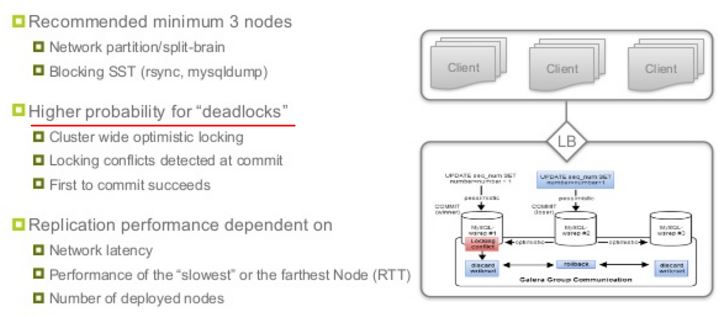 Recommended minimum 3 nodes
Network partition/split-brain
Blocking SST (rsync, mysqldump)
Higher probability for “deadlocks”
Cluster wide optimistic locking
Locking conflicts detected at commit
First to commit succeeds
Replication performance dependent on
Network latency
Performance of the “slowest” or the farthest Node (RTT)
Number of deployed nodes
Client
Client
Client
LB
UPDATE seq_num SET
number=number + 1
UPDATE seq_num SET
number=number+1
pessimistic
pessimistic
COMMIT
(winner)
COMMIT
(loser)
MySQL-
wsrep #1
MySQL-
wsrep #2
MySQL-
wsrep #3
Locking
conflict
optimistic
optimistic
discard
writeset
rollback
discard
writeset
Galera Group Communication